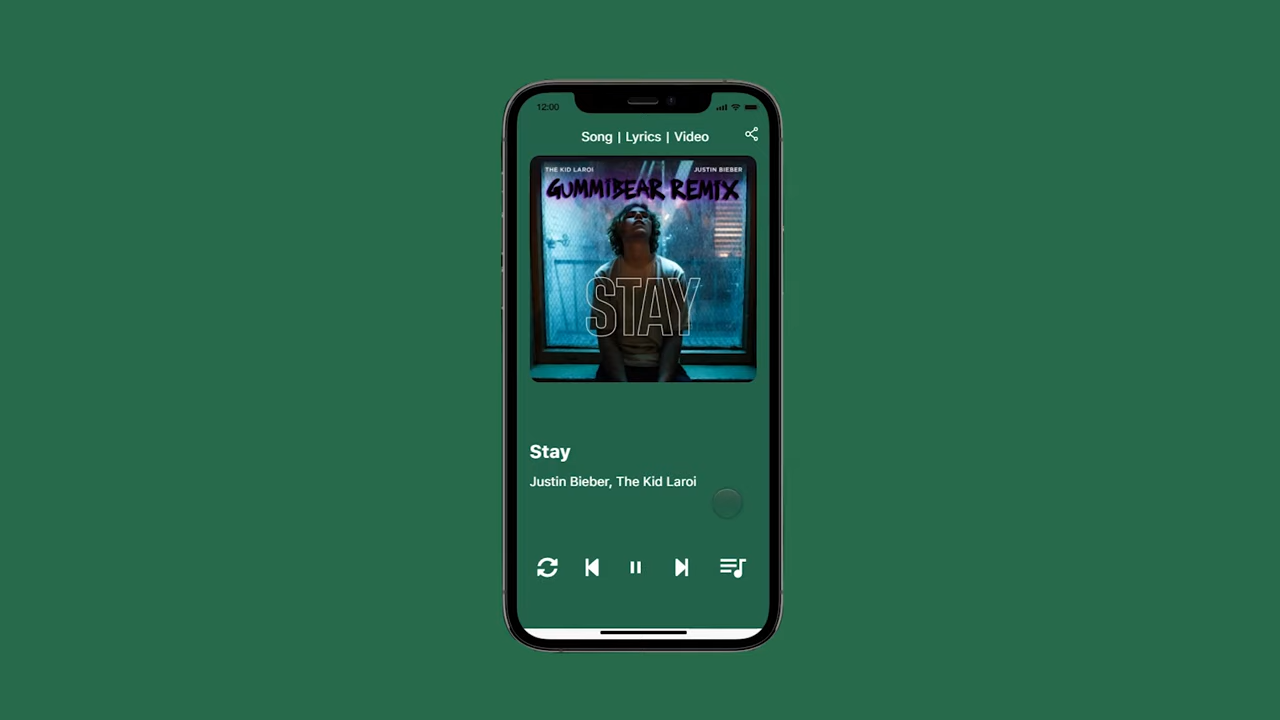 12:00
Song | Lyrics | Video
THE KID LAROI JUSTIN BIEBER
GUMMIBEAR REMIX
STAY
Stay
Justin Bieber, The Kid Laroi